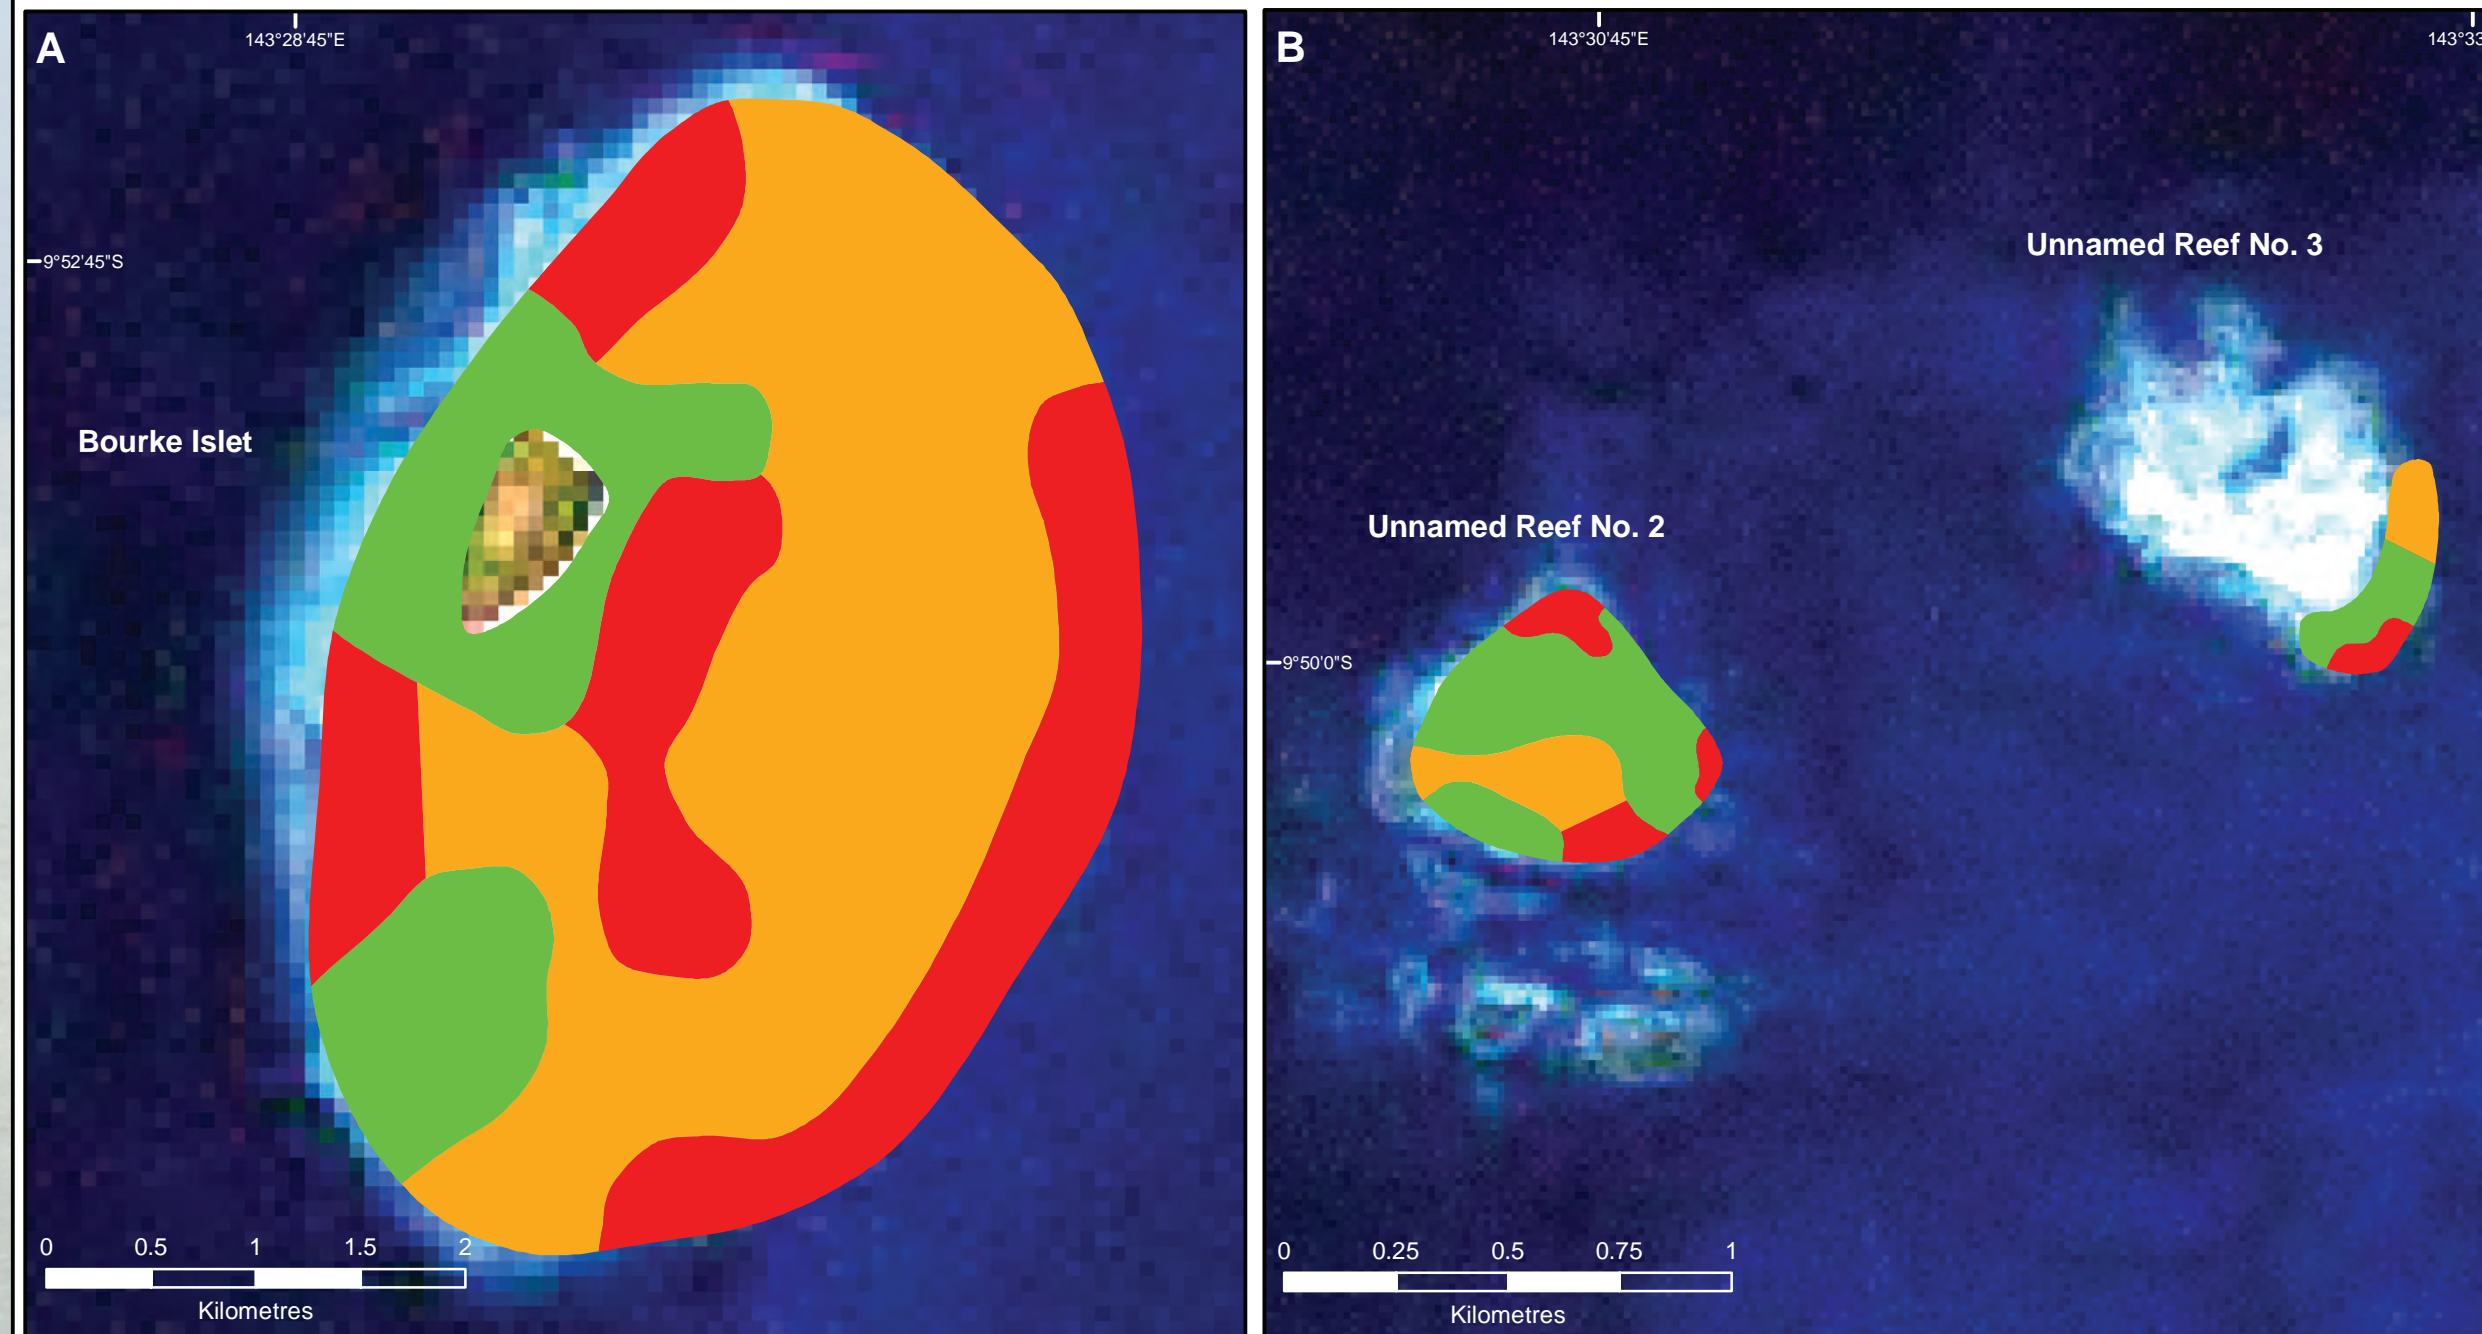 A
143°28'45"E
9°52'45"S
Bourke Islet
0 0.5 1 1.5 2
Kilometres
B
143°30'45"E
143°33
Unnamed Reef No. 3
Unnamed Reef No. 2
9°50'0"S
0 0.25 0.5 0.75 1
Kilometres